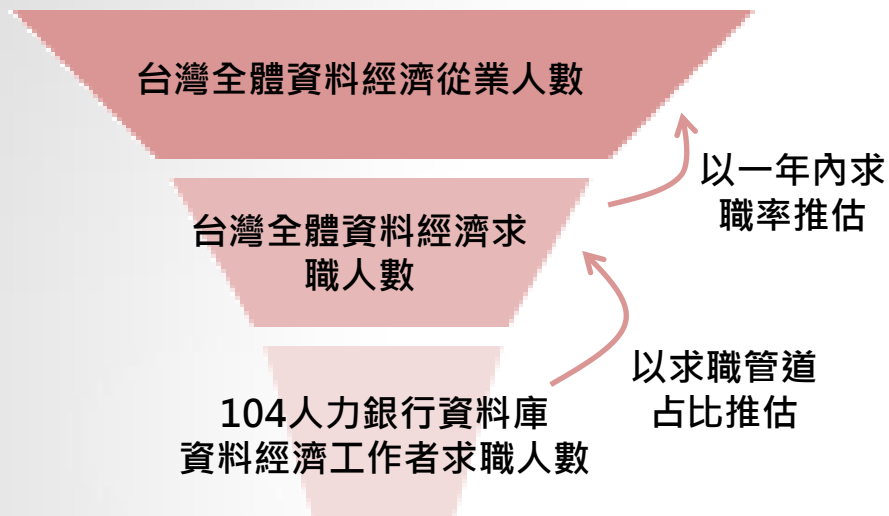 台灣全體資料經濟從業人數
以一年內求
職率推估
台灣全體資料經濟求
職人數
以求職管道
占比推估
104人力銀行資料庫
資料經濟工作者求職人數